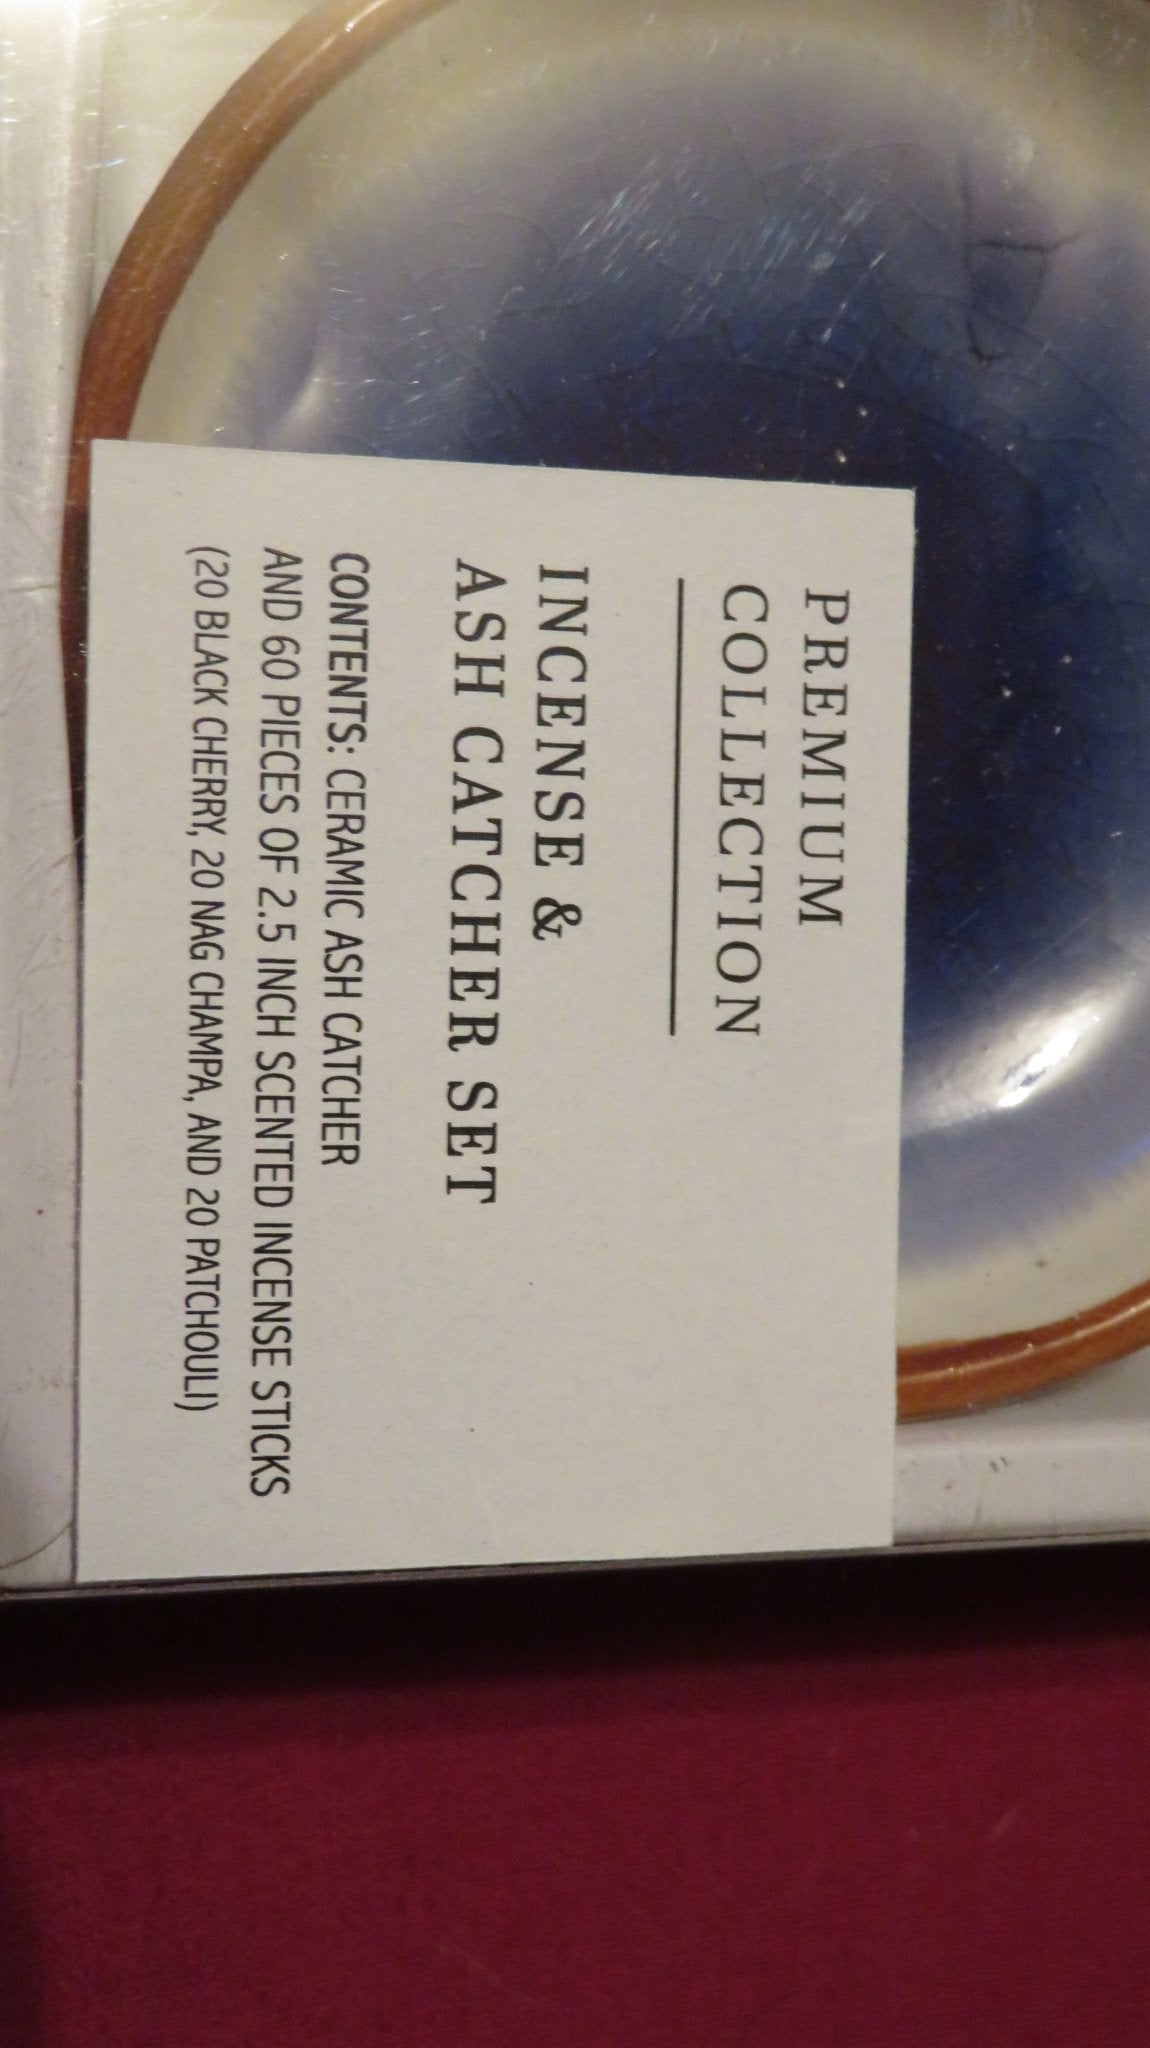 PREMIUM
COLLECTION
INCENSE &
ASH CATCHER SET
CONTENTS: CERAMIC ASH CATCHER
AND 60 PIECES OF 2.5 INCH SCENTED INCENSE STICKS
(20 BLACK CHERRY, 20 NAG CHAMPA, AND 20 PATCHOULI)